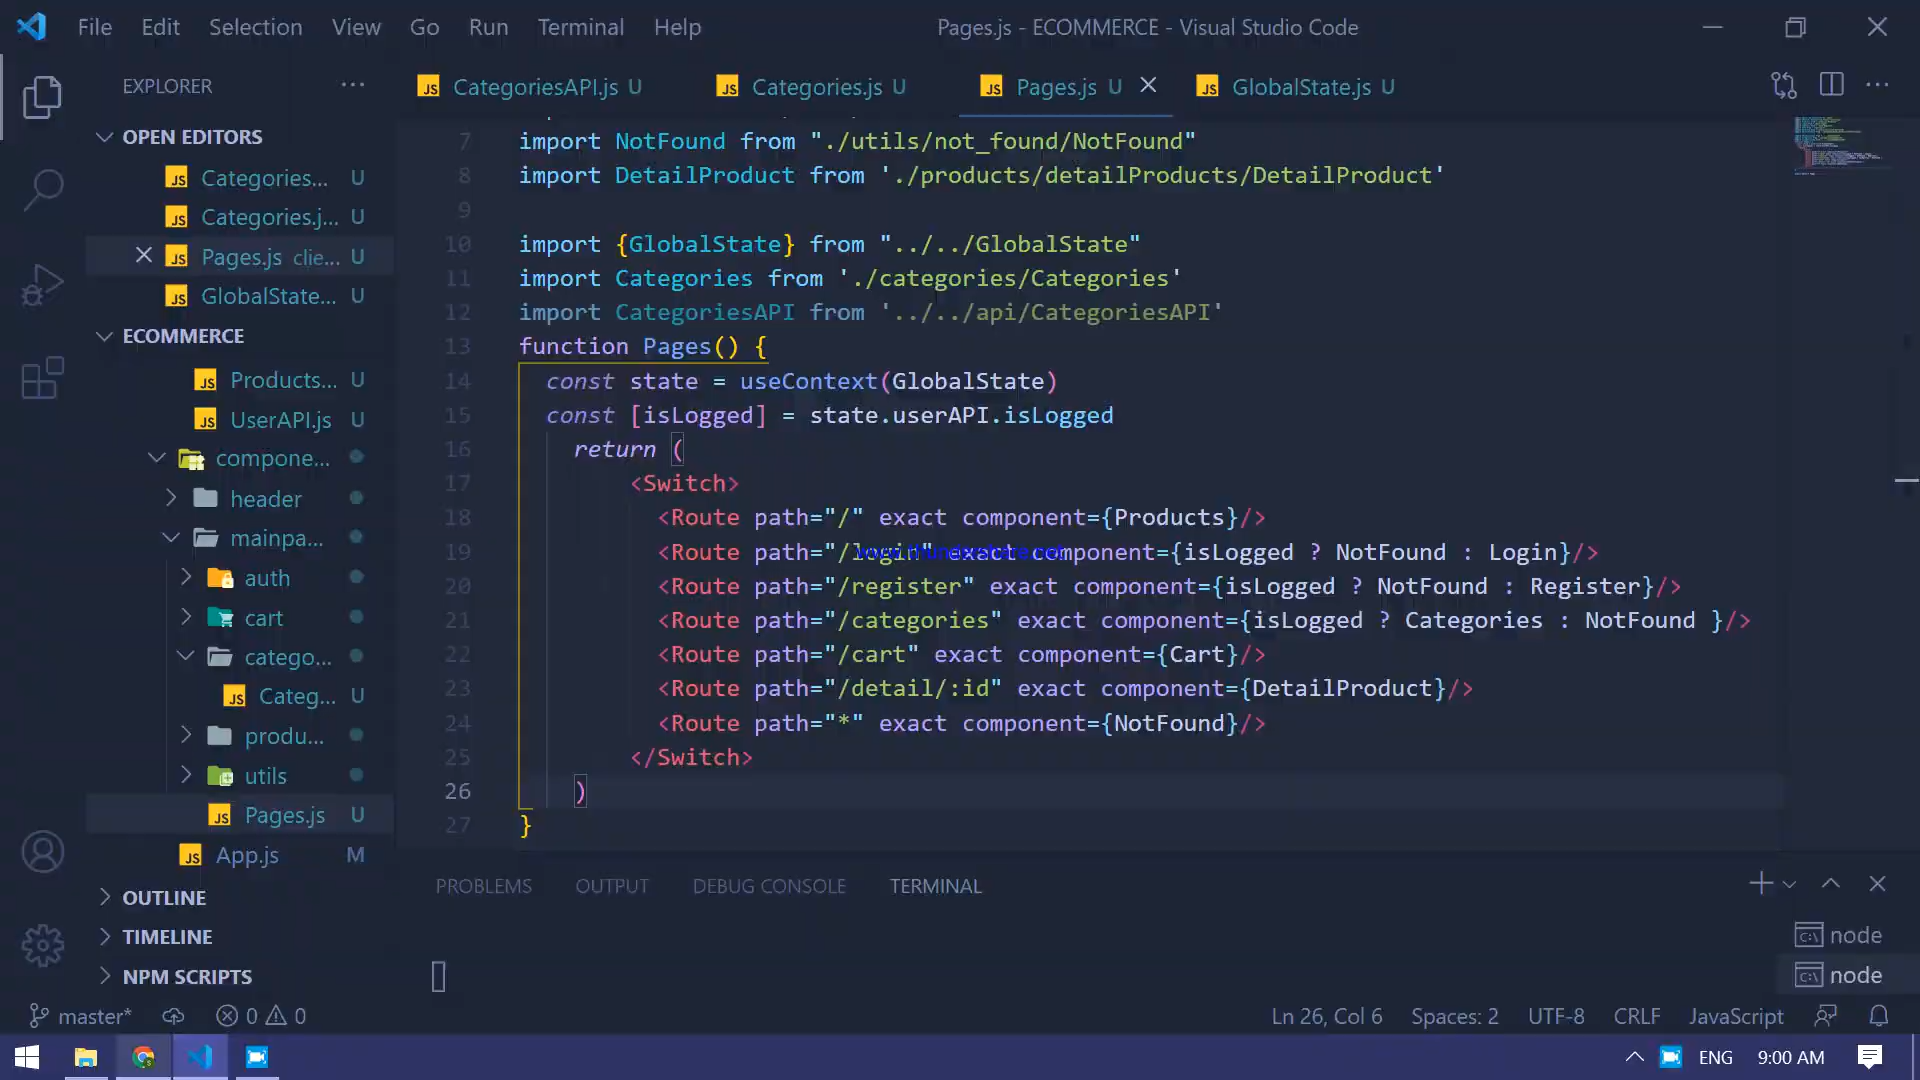 File Edit Selection View Go Run Terminal Help
Pages.js - ECOMMERCE - Visual Studio Code
EXPLORER
OPEN EDITORS
Categories... U
Categories.j... U
Pages.js clie... U
GlobalState... U
ECOMMERCE
Products... U
UserAPI.js U
compone...
header
mainpa...
auth
cart
catego...
Categ... U
produ...
utils
Pages.js U
App.js M
OUTLINE
TIMELINE
NPM SCRIPTS
CategoriesAPI.js U
Categories.js U
Pages.js U
GlobalState.js U
7 import NotFound from "./utils/not_found/NotFound"
8 import DetailProduct from './products/detailProducts/DetailProduct'
9
10 import {GlobalState} from "../../GlobalState"
11 import Categories from './categories/Categories'
12 import CategoriesAPI from '../../api/CategoriesAPI'
13 function Pages() {
14 const state = useContext(GlobalState)
15 const [isLogged] = state.userAPI.isLogged
16 return (
17 <Switch>
18 <Route path="/" exact component={Products}/>
19 <Route path="/login" exact component={isLogged ? NotFound : Login}/>
www.thundershare.net
20 <Route path="/register" exact component={isLogged ? NotFound : Register}/>
21 <Route path="/categories" exact component={isLogged ? Categories : NotFound }/>
22 <Route path="/cart" exact component={Cart}/>
23 <Route path="/detail/:id" exact component={DetailProduct}/>
24 <Route path="*" exact component={NotFound}/>
25 </Switch>
26 )
27 }
PROBLEMS OUTPUT DEBUG CONSOLE TERMINAL
node
node
master* 0 0
Ln 26, Col 6 Spaces: 2 UTF-8 CRLF JavaScript
ENG 9:00 AM